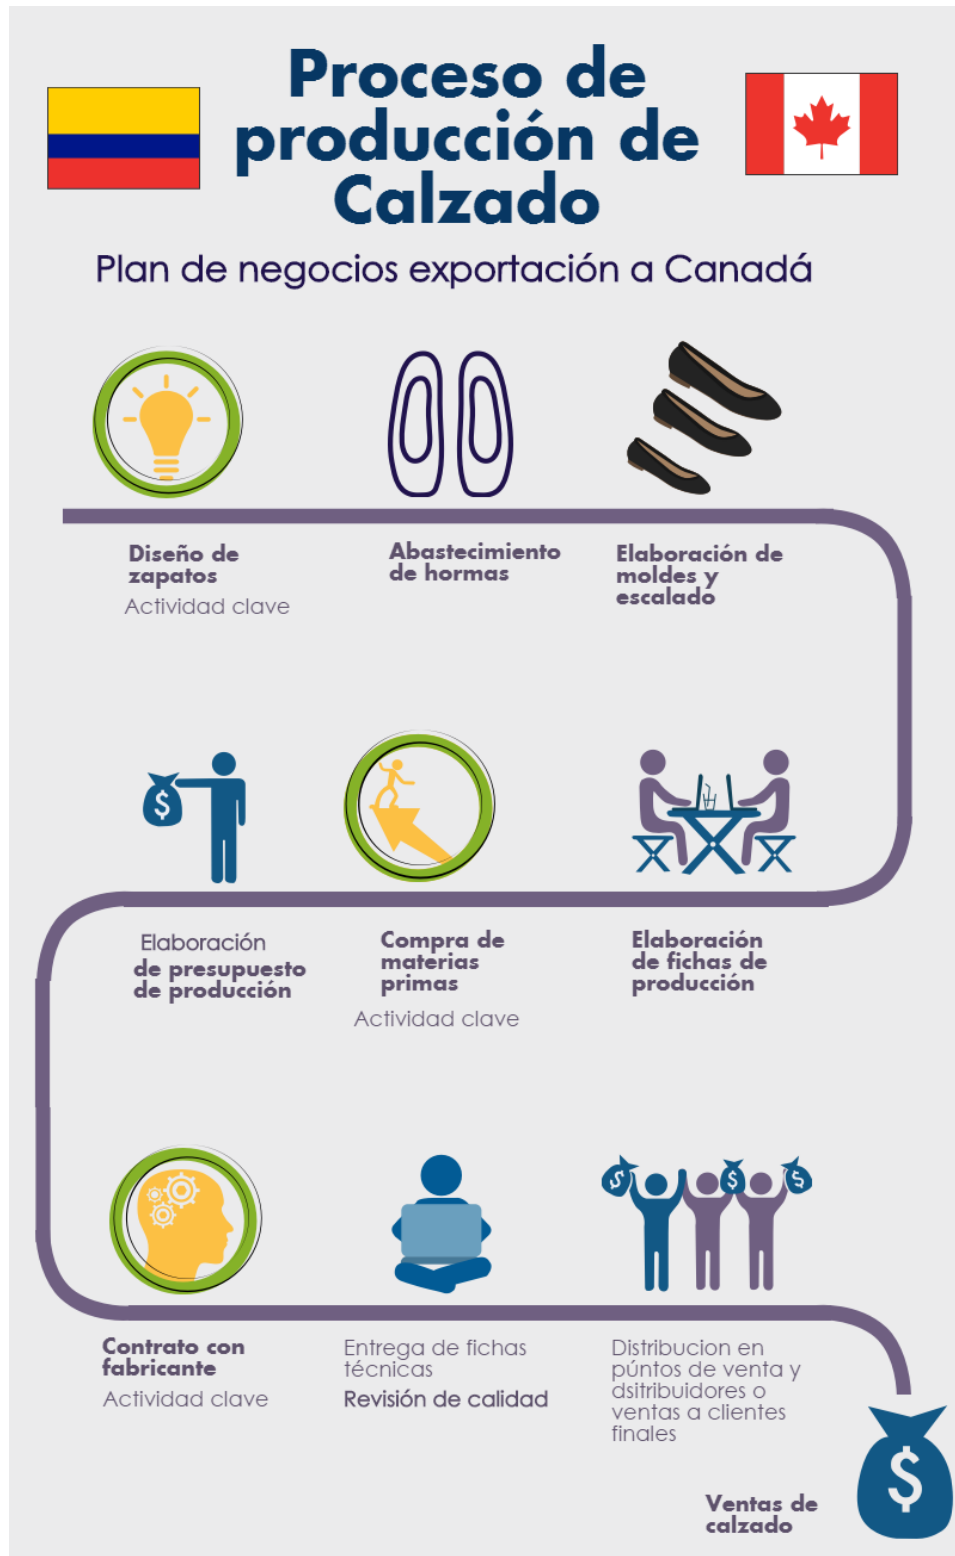 Proceso de
producción de
Calzado
Plan de negocios exportación a Canadá
Diseño de
zapatos
Actividad clave
Abastecimiento
de hormas
Elaboración de
moldes y
escalado
$
Elaboración
de presupuesto
de producción
Compra de
materias
primas
Actividad clave
Elaboración
de fichas de
producción
Contrato con
fabricante
Actividad clave
Entrega de fichas
técnicas
Revisión de calidad
$ $ $
Distribucion en
púntos de venta y
dsitribuidores o
ventas a clientes
finales
$
Ventas de
calzado